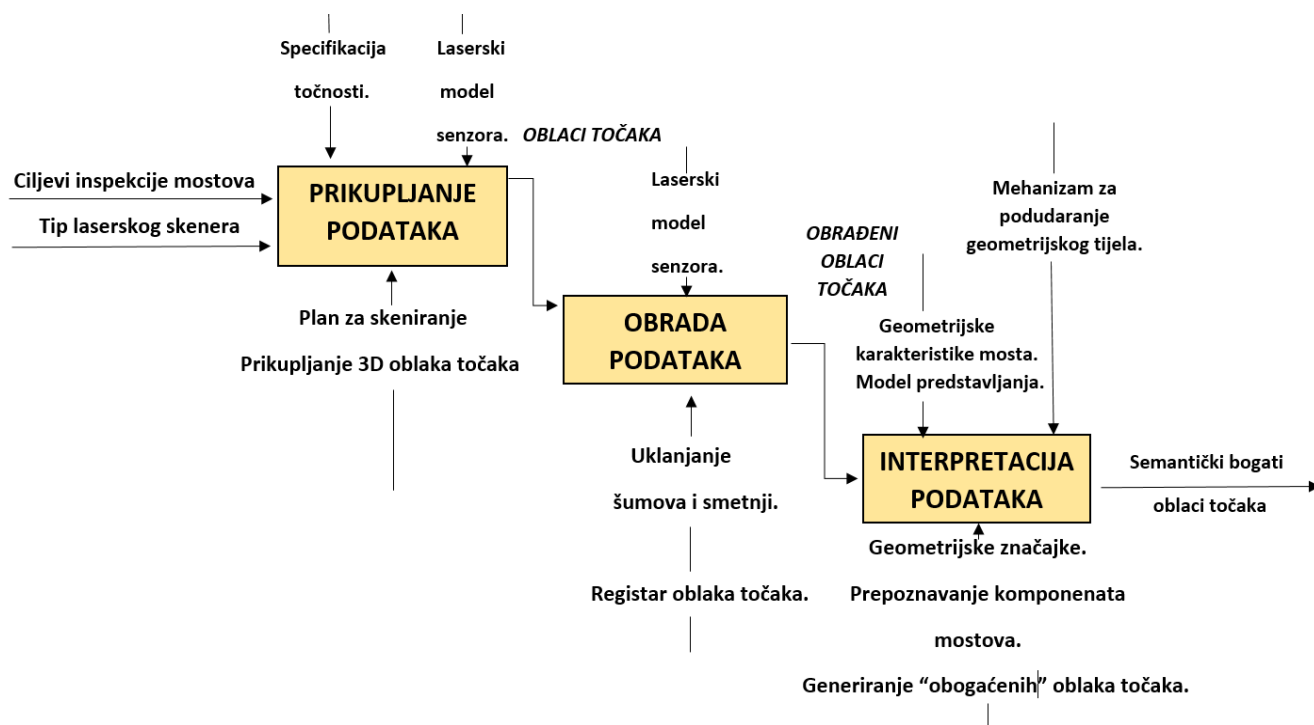 Specifikacija
točnosti.
Laserski
model
senzora.
OBLACI TOČAKA
Ciljevi inspekcije mostova
Tip laserskog skenera
PRIKUPLJANJE
PODATAKA
Plan za skeniranje
Prikupljanje 3D oblaka točaka
Laserski
model
senzora.
OBRAĐENI
OBLACI
TOČAKA
OBRADA
PODATAKA
Uklanjanje
šumova i smetnji.
Registar oblaka točaka.
Mehanizam za
podudaranje
geometrijskog tijela.
Geometrijske
karakteristike mosta.
Model predstavljanja.
INTERPRETACIJA
PODATAKA
Semantički bogati
oblaci točaka
Geometrijske značajke.
Prepoznavanje komponenata
mostova.
Generiranje “obogaćenih” oblaka točaka.